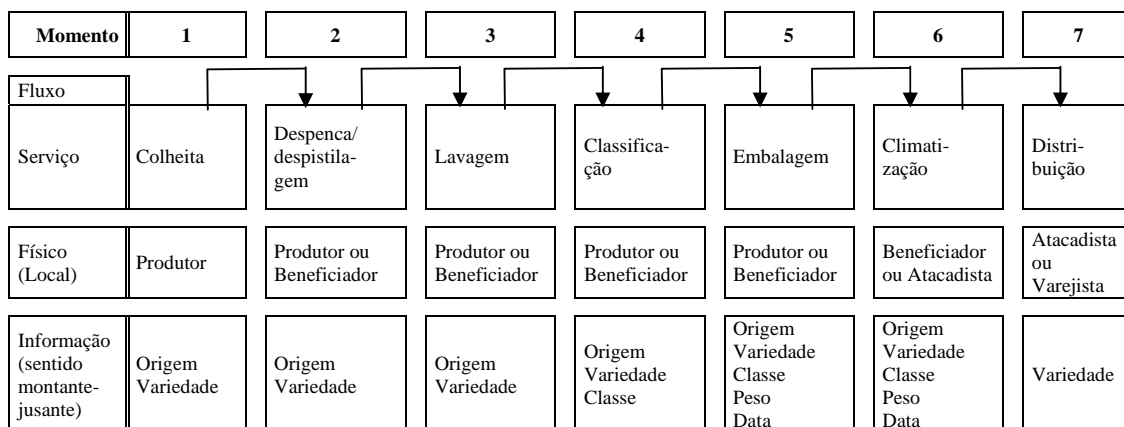 Momento 1 2 3 4 5 6 7
Fluxo
Serviço
Colheita
Despenca/
despistila-
gem
Lavagem
Classifica-
ção
Embalagem
Climati-
zação
Distri-
buição
Físico
(Local)
Produtor
Produtor ou
Beneficiador
Produtor ou
Beneficiador
Produtor ou
Beneficiador
Produtor ou
Beneficiador
Beneficiador
ou Atacadista
Atacadista
ou
Varejista
Informação
(sentido
montante-
jusante)
Origem
Variedade
Origem
Variedade
Origem
Variedade
Origem
Variedade
Classe
Origem
Variedade
Classe
Peso
Data
Origem
Variedade
Classe
Peso
Data
Variedade